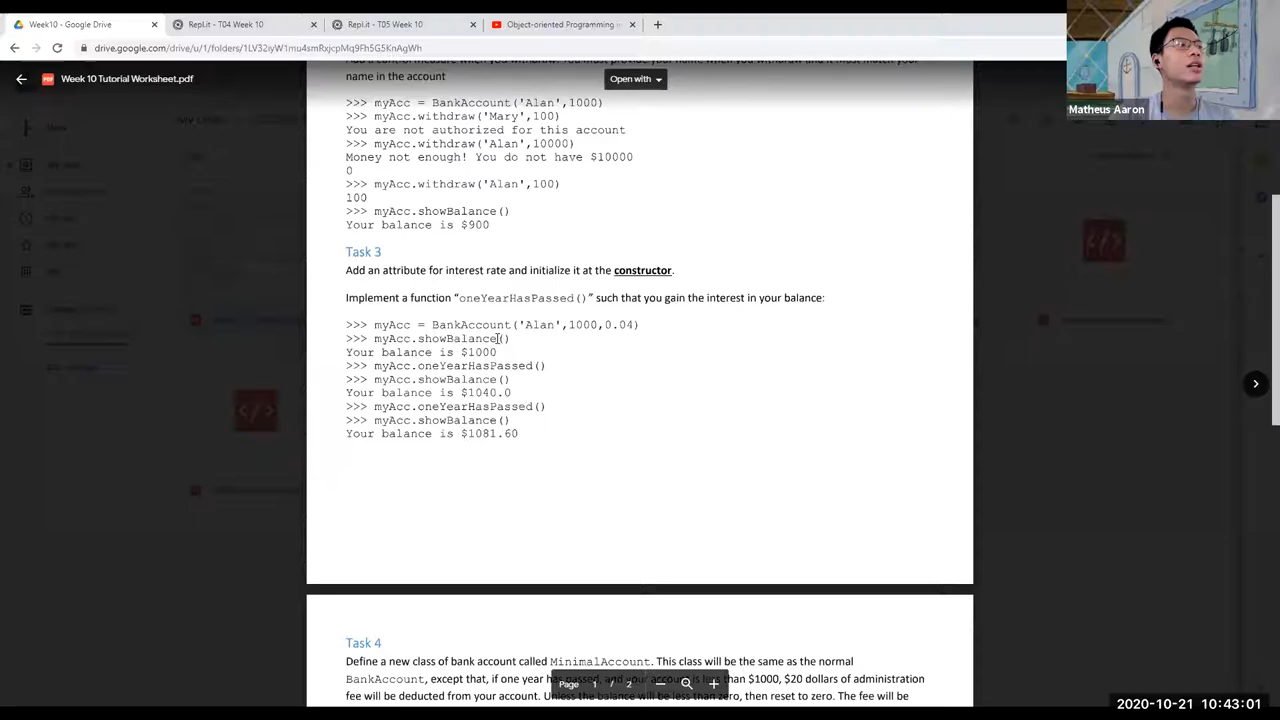 Week10 - Google Drive
Repl.it - T04 Week 10
Repl.it - T05 Week 10
Object-oriented Programming i
drive.google.com/drive/u/1/folders/1LV32iyW1mu4smRxjcpMq9Fh5G5KnAgWh
Week 10 Tutorial Worksheet.pdf
Open with
Matheus Aaron
name in the account
>>> myAcc = BankAccount('Alan',1000)
>>> myAcc.withdraw('Mary',100)
You are not authorized for this account
>>> myAcc.withdraw('Alan',10000)
Money not enough! You do not have $10000
0
>>> myAcc.withdraw('Alan',100)
100
>>> myAcc.showBalance()
Your balance is $900
Task 3
Add an attribute for interest rate and initialize it at the constructor.
Implement a function “oneYearHasPassed()” such that you gain the interest in your balance:
>>> myAcc = BankAccount('Alan',1000,0.04)
>>> myAcc.showBalance()
Your balance is $1000
>>> myAcc.oneYearHasPassed()
>>> myAcc.showBalance()
Your balance is $1040.0
>>> myAcc.oneYearHasPassed()
>>> myAcc.showBalance()
Your balance is $1081.60
Task 4
Define a new class of bank account called MinimalAccount. This class will be the same as the normal
BankAccount, except that, if one year has passed, and your account is less than $1000, $20 dollars of administration
fee will be deducted from your account. Unless the balance will be less than zero, then reset to zero. The fee will be
Page 1 / 2
2020-10-21 10:43:01